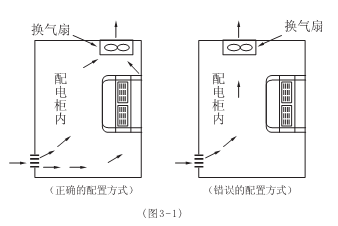 换气扇
换气扇
配电柜内
配电柜内
(正确的配置方式)
(错误的配置方式)
(图3-1)